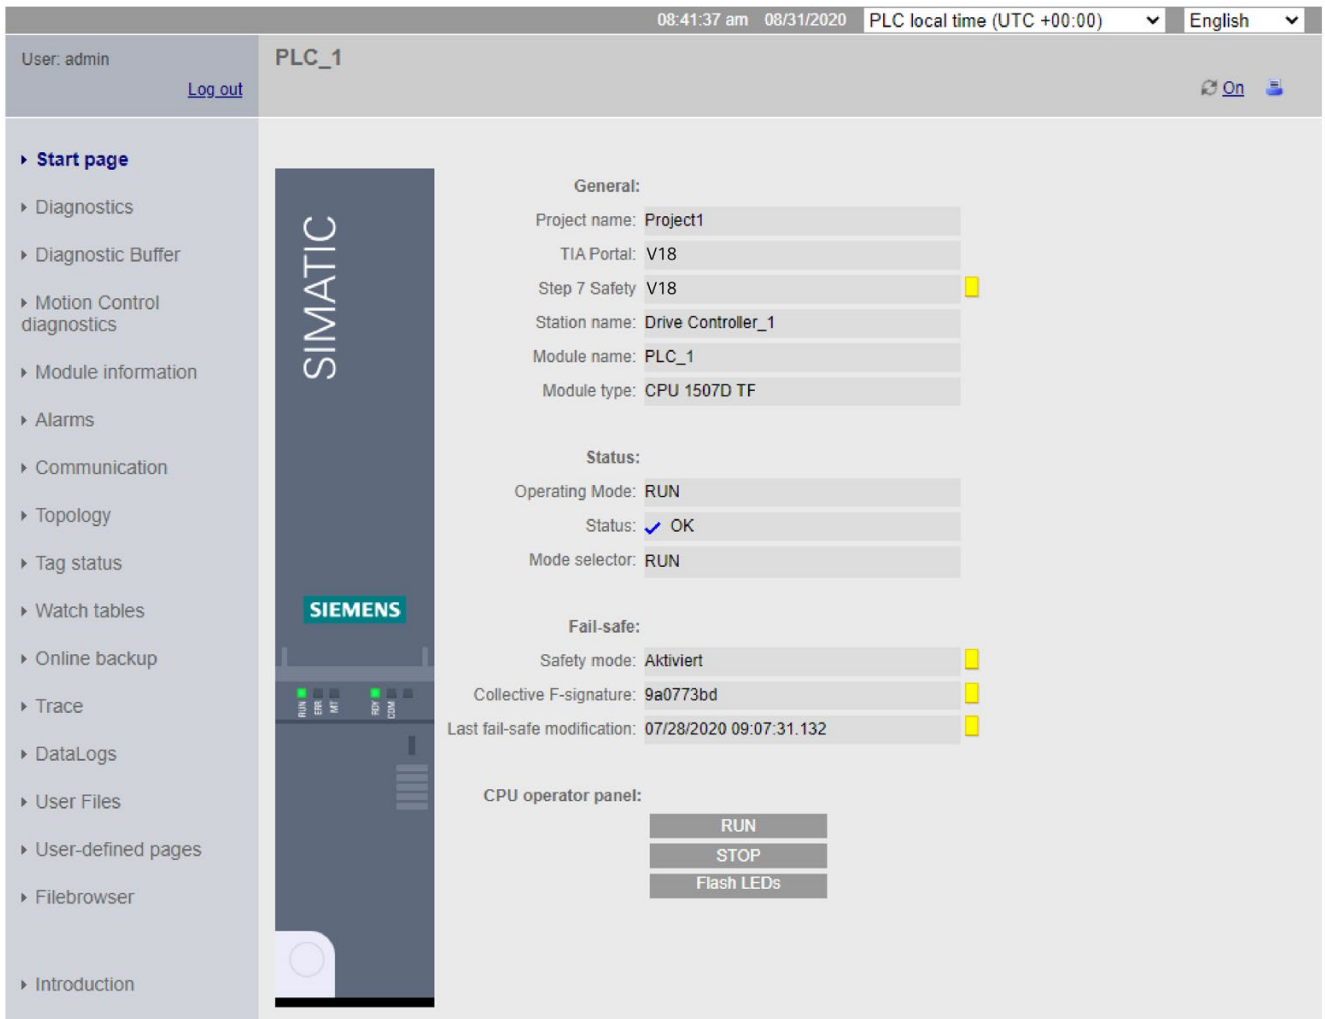 08:41:37 am 08/31/2020 PLC local time (UTC +00:00) English
User: admin
Log out
PLC_1
On
Start page
Diagnostics
Diagnostic Buffer
Motion Control
diagnostics
Module information
Alarms
Communication
Topology
Tag status
Watch tables
Online backup
Trace
DataLogs
User Files
User-defined pages
Filebrowser
Introduction
SIMATIC
SIEMENS
RUN
ERR
MT
RDY
COM
General:
Project name: Project1
TIA Portal: V18
Step 7 Safety V18
Station name: Drive Controller_1
Module name: PLC_1
Module type: CPU 1507D TF
Status:
Operating Mode: RUN
Status: OK
Mode selector: RUN
Fail-safe:
Safety mode: Aktiviert
Collective F-signature: 9a0773bd
Last fail-safe modification: 07/28/2020 09:07:31.132
CPU operator panel:
RUN
STOP
Flash LEDs